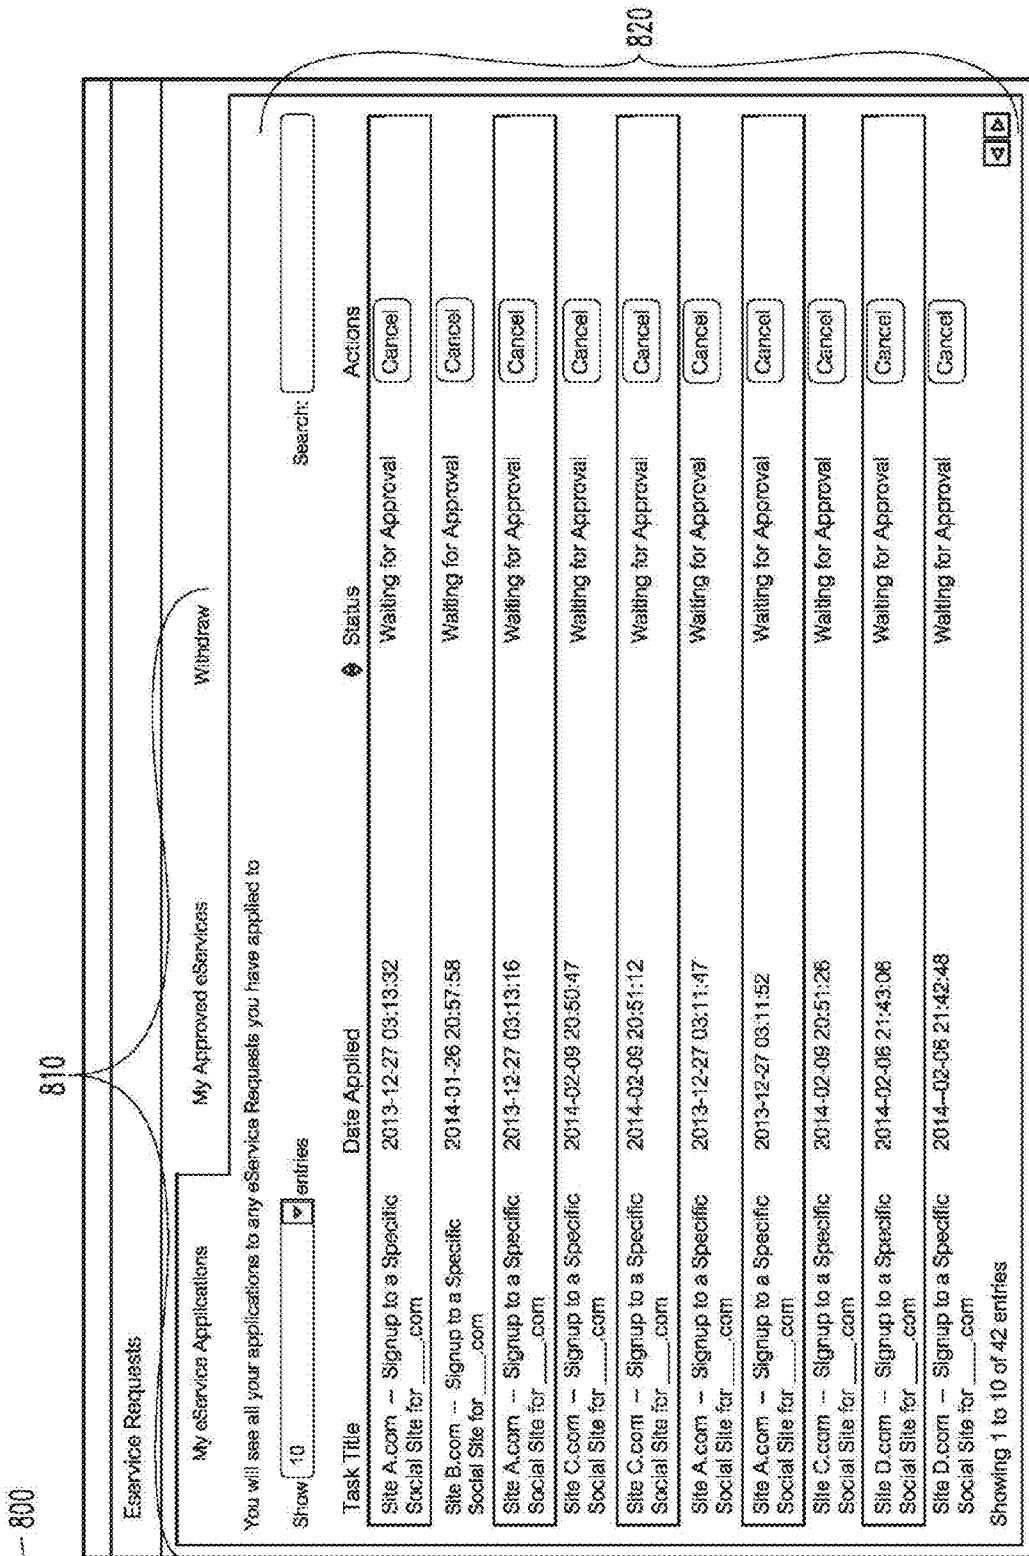 800
810
820
Eservice Requests
My eService Applications My Approved eServices Withdraw
You will see all your applications to any eService Requests you have applied to
Show 10 entries Search:
Task Title Date Applied Status Actions
Site A.com -- Signup to a Specific 2013-12-27 03:13:32 Waiting for Approval Cancel
Social Site for ___.com
Site B.com -- Signup to a Specific 2014-01-26 20:57:58 Waiting for Approval Cancel
Social Site for ___.com
Site A.com -- Signup to a Specific 2013-12-27 03:13:16 Waiting for Approval Cancel
Social Site for ___.com
Site C.com -- Signup to a Specific 2014-02-09 20:50:47 Waiting for Approval Cancel
Social Site for ___.com
Site C.com -- Signup to a Specific 2014-02-09 20:51:12 Waiting for Approval Cancel
Social Site for ___.com
Site A.com -- Signup to a Specific 2013-12-27 03:11:47 Waiting for Approval Cancel
Social Site for ___.com
Site A.com -- Signup to a Specific 2013-12-27 03:11:52 Waiting for Approval Cancel
Social Site for ___.com
Site C.com -- Signup to a Specific 2014-02-09 20:51:26 Waiting for Approval Cancel
Social Site for ___.com
Site D.com -- Signup to a Specific 2014-02-06 21:43:06 Waiting for Approval Cancel
Social Site for ___.com
Site D.com -- Signup to a Specific 2014--02-06 21:42:48 Waiting for Approval Cancel
Social Site for ___.com
Showing 1 to 10 of 42 entries